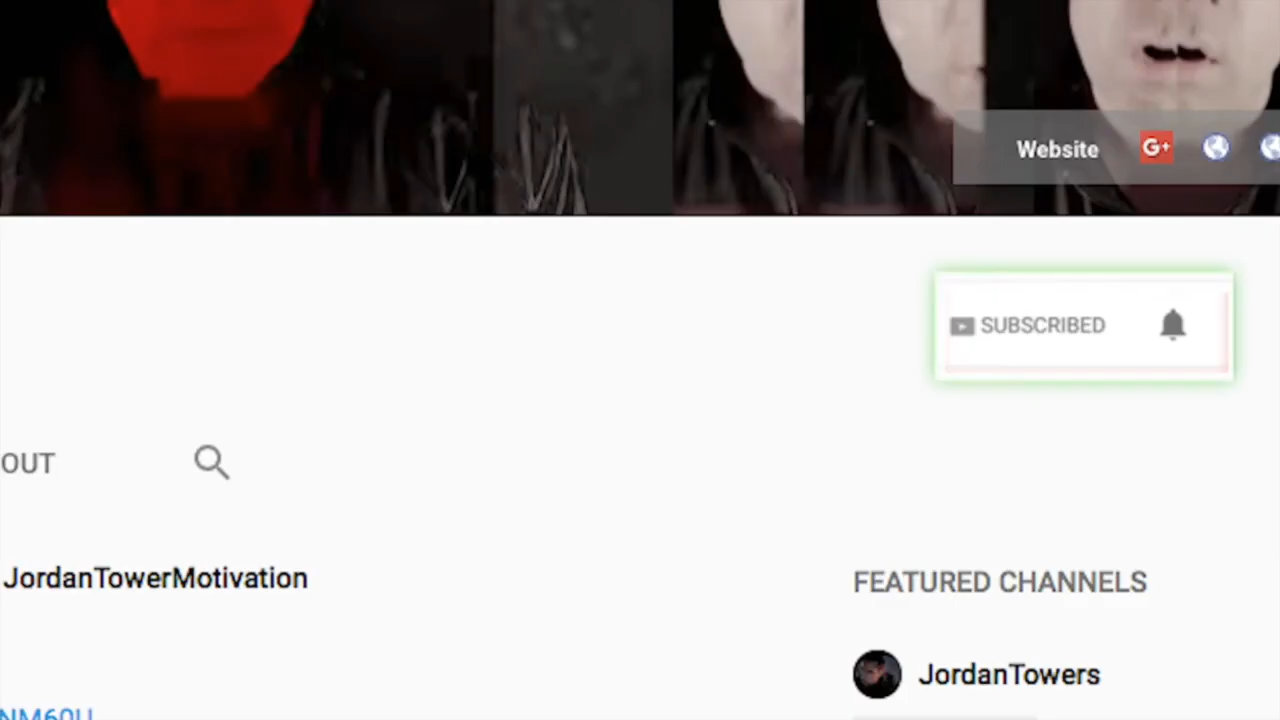 Website G+
SUBSCRIBED
OUT
JordanTowerMotivation
FEATURED CHANNELS
JordanTowers